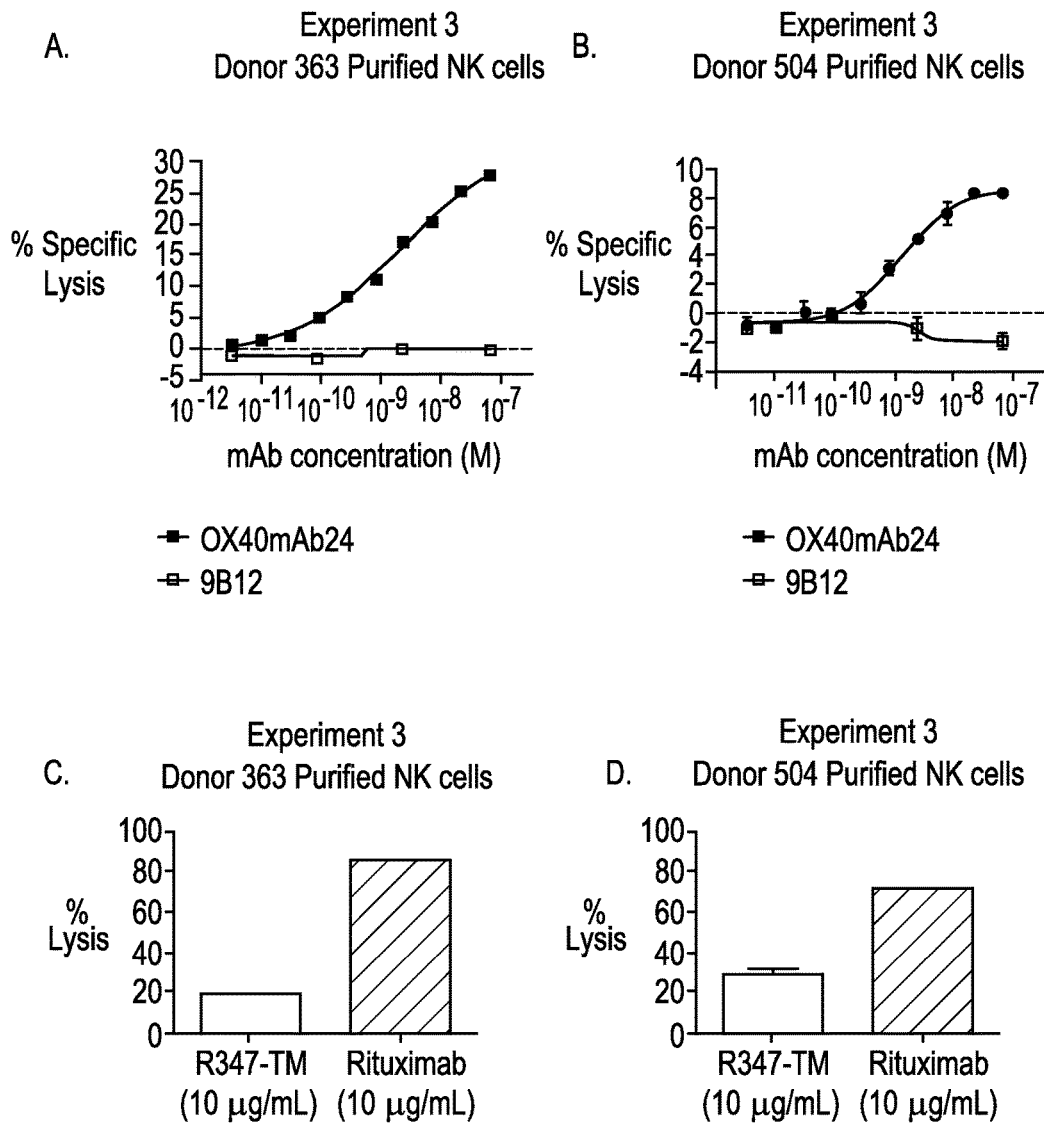 A.
Experiment 3
Donor 363 Purified NK cells
% Specific
Lysis
30
25
20
15
10
5
0
-5
10-12 10-11 10-10 10-9 10-8 10-7
mAb concentration (M)
OX40mAb24
9B12
B.
Experiment 3
Donor 504 Purified NK cells
% Specific
Lysis
10
8
6
4
2
0
-2
-4
10-11 10-10 10-9 10-8 10-7
mAb concentration (M)
OX40mAb24
9B12
C.
Experiment 3
Donor 363 Purified NK cells
%
Lysis
100
80
60
40
20
0
R347-TM Rituximab
(10 μg/mL) (10 μg/mL)
D.
Experiment 3
Donor 504 Purified NK cells
%
Lysis
100
80
60
40
20
0
R347-TM Rituximab
(10 μg/mL) (10 μg/mL)